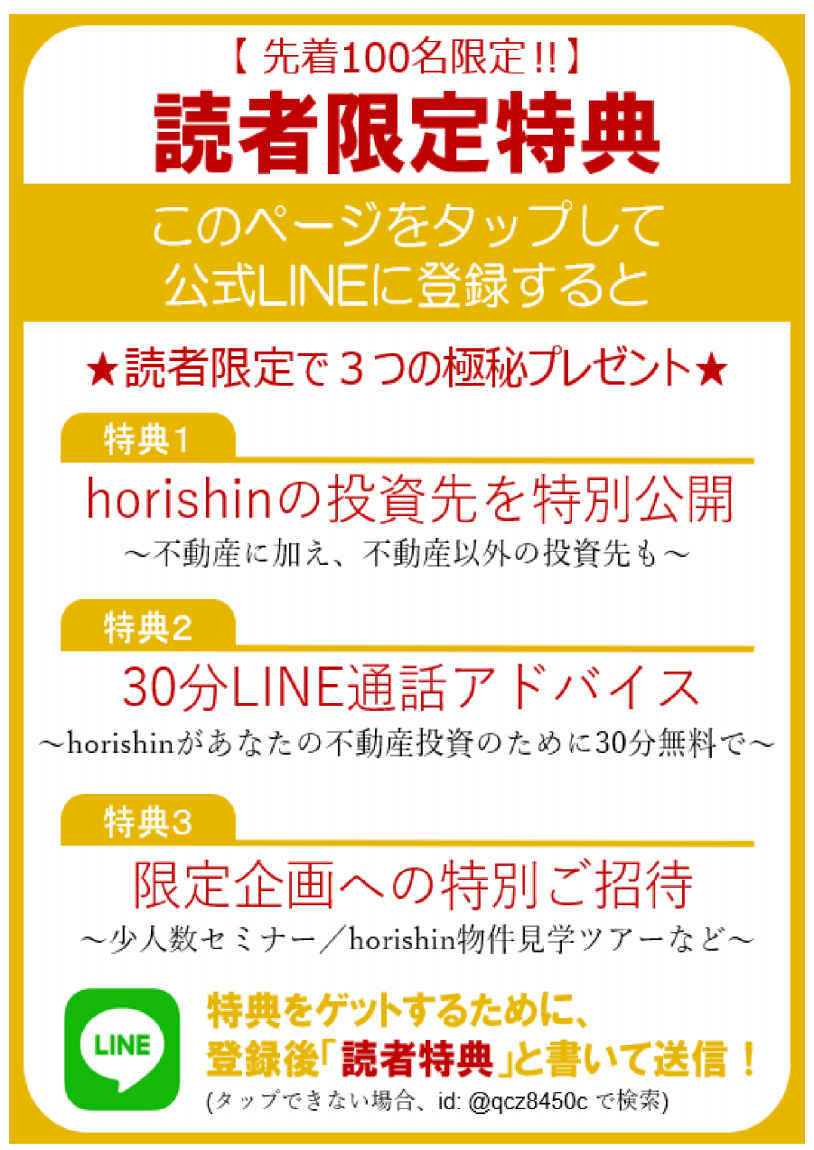 【 先着100名限定!!】
読者限定特典
このページをタップして
公式LINEに登録すると
★読者限定で３つの極秘プレゼント★
特典1
horishinの投資先を特別公開
～不動産に加え、不動産以外の投資先も～
特典2
30分LINE通話アドバイス
～horishinがあなたの不動産投資のために30分無料で～
特典3
限定企画への特別ご招待
～少人数セミナー／horishin物件見学ツアーなど～
LINE
特典をゲットするために、
登録後「読者特典」と書いて送信！
(タップできない場合、id: @qcz8450c で検索)